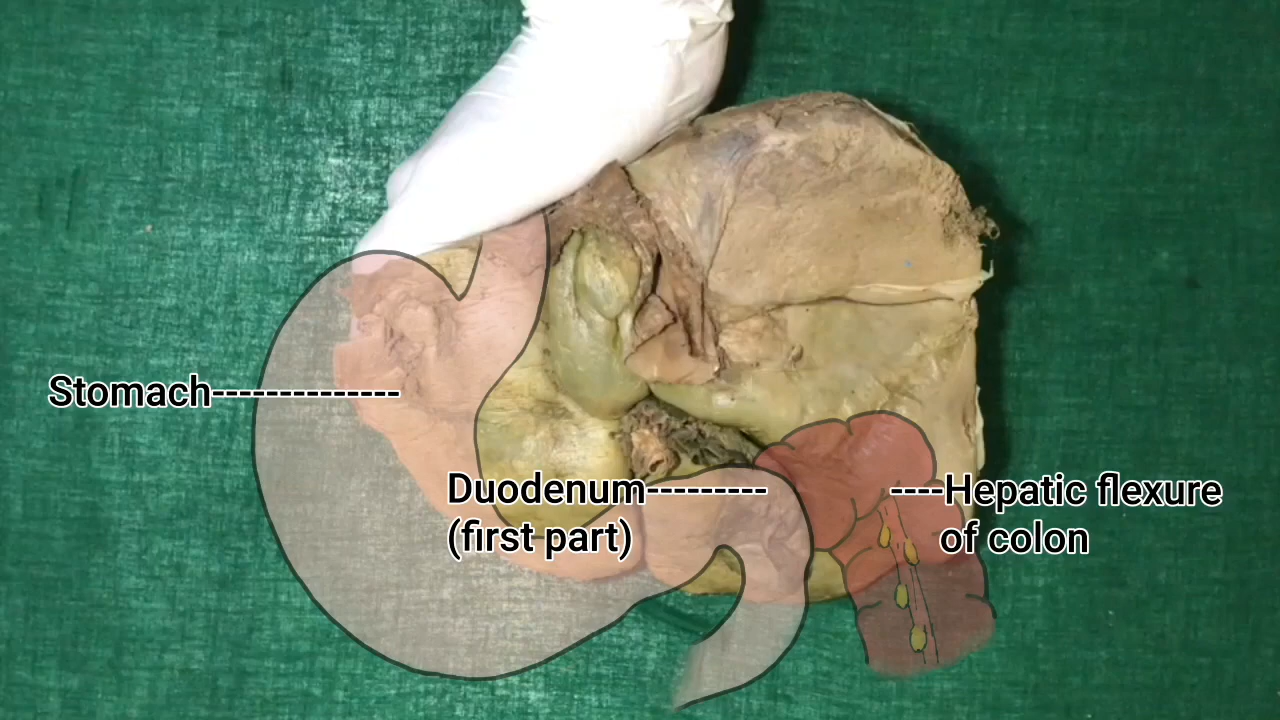 Stomach
Duodenum
(first part)
Hepatic flexure
of colon